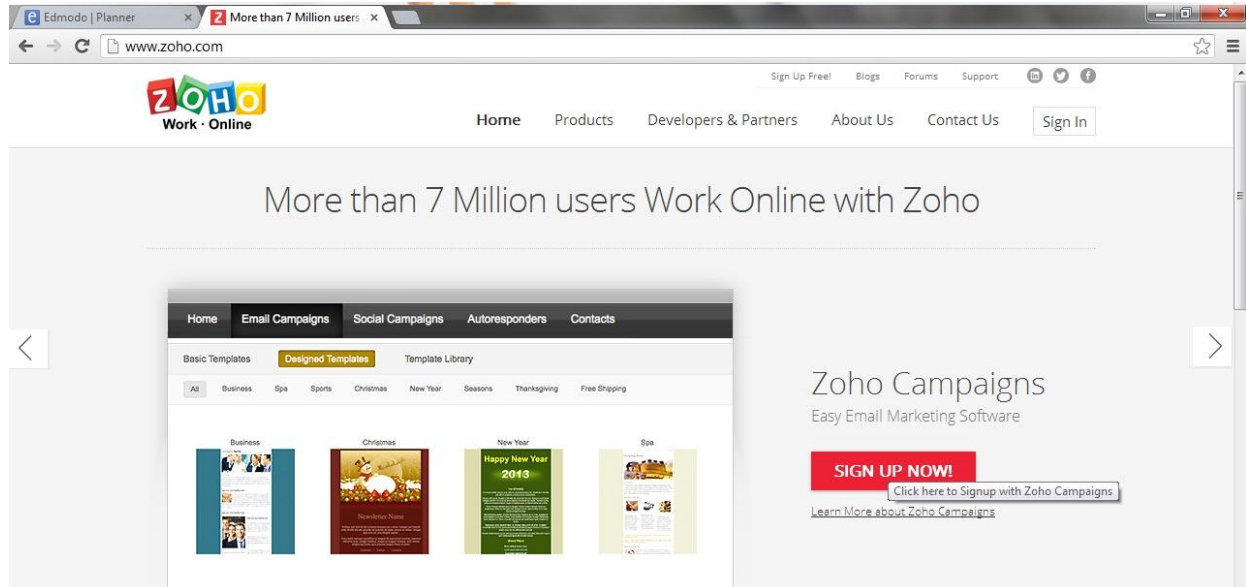 Edmodo | Planner
More than 7 Million users
www.zoho.com
Sign Up Free! Blogs Forums Support
ZOHO
Work · Online
Home Products Developers & Partners About Us Contact Us Sign In
More than 7 Million users Work Online with Zoho
Home Email Campaigns Social Campaigns Autoresponders Contacts
Basic Templates Designed Templates Template Library
All Business Spa Sports Christmas New Year Seasons Thanksgiving Free Shipping
Business Christmas New Year Spa
Happy New Year
2013
Newsletter Name
Zoho Campaigns
Easy Email Marketing Software
SIGN UP NOW!
Click here to Signup with Zoho Campaigns
Learn More about Zoho Campaigns